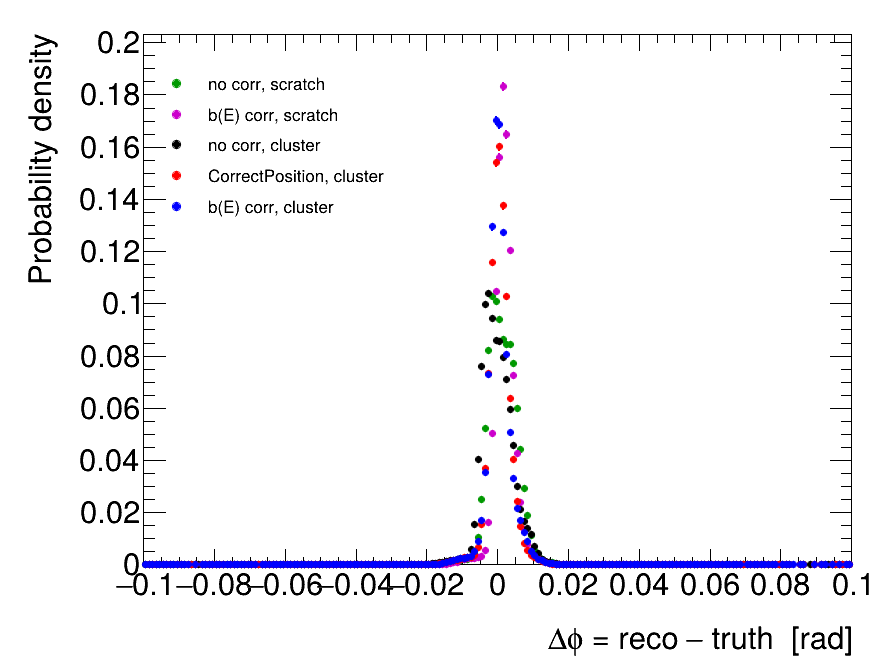 Probability density
0.2
0.18
0.16
0.14
0.12
0.1
0.08
0.06
0.04
0.02
0
no corr, scratch
b(E) corr, scratch
no corr, cluster
CorrectPosition, cluster
b(E) corr, cluster
−0.1 −0.08 −0.06 −0.04 −0.02 0 0.02 0.04 0.06 0.08 0.1
Δϕ = reco − truth [rad]